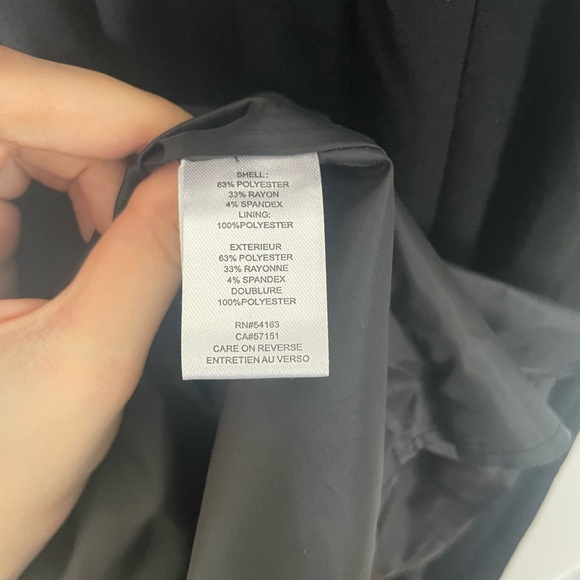 SHELL :
63% POLYESTER
33% RAYON
4% SPANDEX
LINING:
100%POLYESTER
EXTERIEUR
63% POLYESTER
33% RAYONNE
4% SPANDEX
DOUBLURE
100%POLYESTER
RN#54163
CA#57151
CARE ON REVERSE
ENTRETIEN AU VERSO